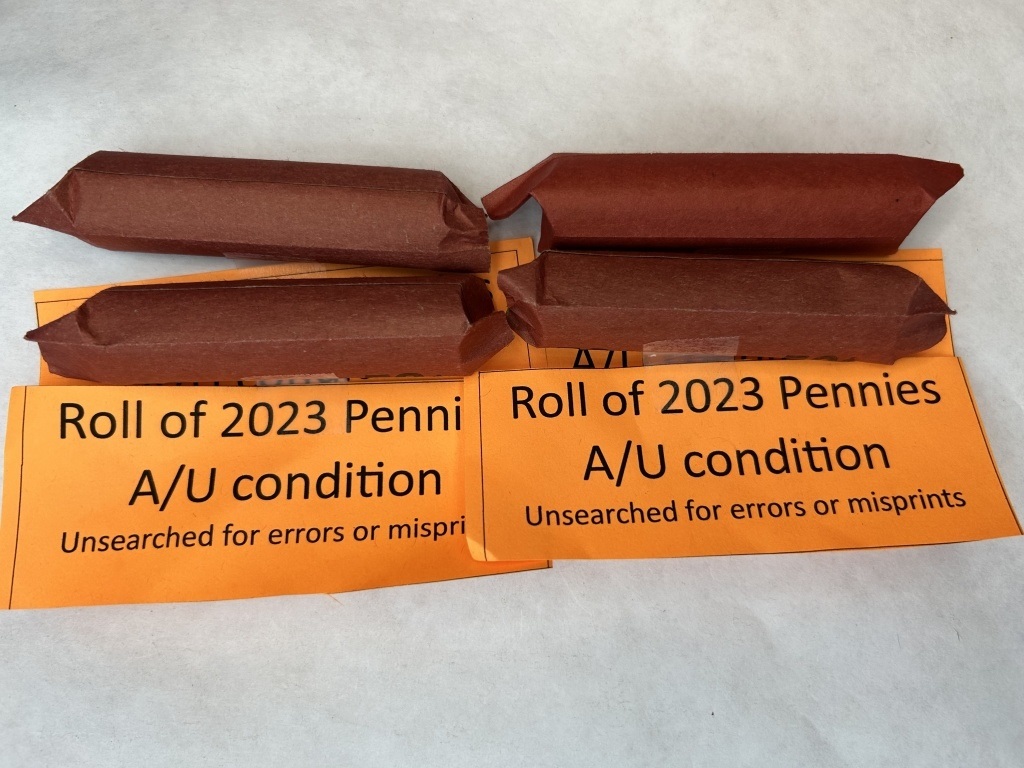 A/U
Roll of 2023 Penni
A/U condition
Unsearched for errors or mispri
Roll of 2023 Pennies
A/U condition
Unsearched for errors or misprints